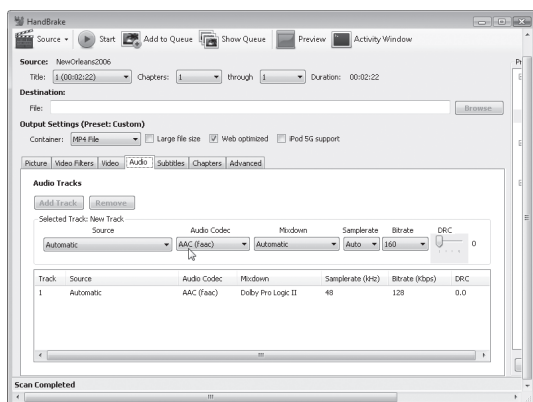 HandBrake
Source Start Add to Queue Show Queue Preview Activity Window
Source: NewOrleans2006
Title: 1 (00:02:22) Chapters: 1 through 1 Duration: 00:02:22
Destination:
File: Browse
Output Settings (Preset: Custom)
Container: MP4 File Large file size Web optimized iPod 5G support
Picture Video Filters Video Audio Subtitles Chapters Advanced
Audio Tracks
Add Track Remove
Selected Track: New Track
Source Audio Codec Mixdown Samplerate Bitrate DRC
Automatic AAC (faac) Automatic Auto 160 0
Track Source Audio Codec Mixdown Samplerate (kHz) Bitrate (Kbps) DRC
1 Automatic AAC (faac) Dolby Pro Logic II 48 128 0.0
Scan Completed